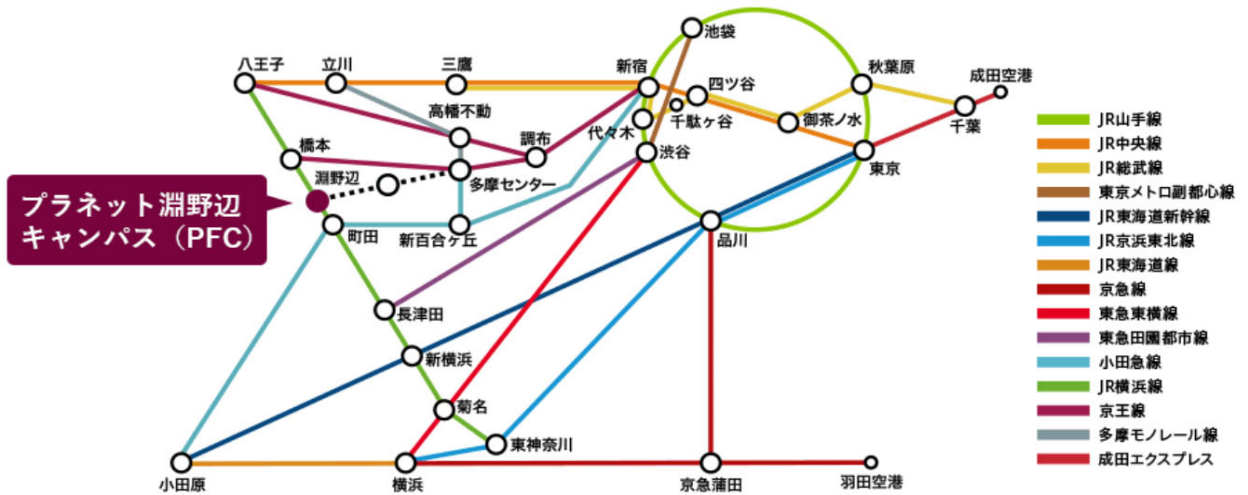 池袋
八王子
立川
三鷹
新宿
四ツ谷
秋葉原
成田空港
高幡不動
代々木
千駄ヶ谷
御茶ノ水
千葉
橋本
調布
渋谷
東京
淵野辺
多摩センター
プラネット淵野辺
キャンパス（PFC）
町田
新百合ヶ丘
品川
長津田
新横浜
菊名
東神奈川
小田原
横浜
京急蒲田
羽田空港
JR山手線
JR中央線
JR総武線
東京メトロ副都心線
JR東海道新幹線
JR京浜東北線
JR東海道線
京急線
東急東横線
東急田園都市線
小田急線
JR横浜線
京王線
多摩モノレール線
成田エクスプレス